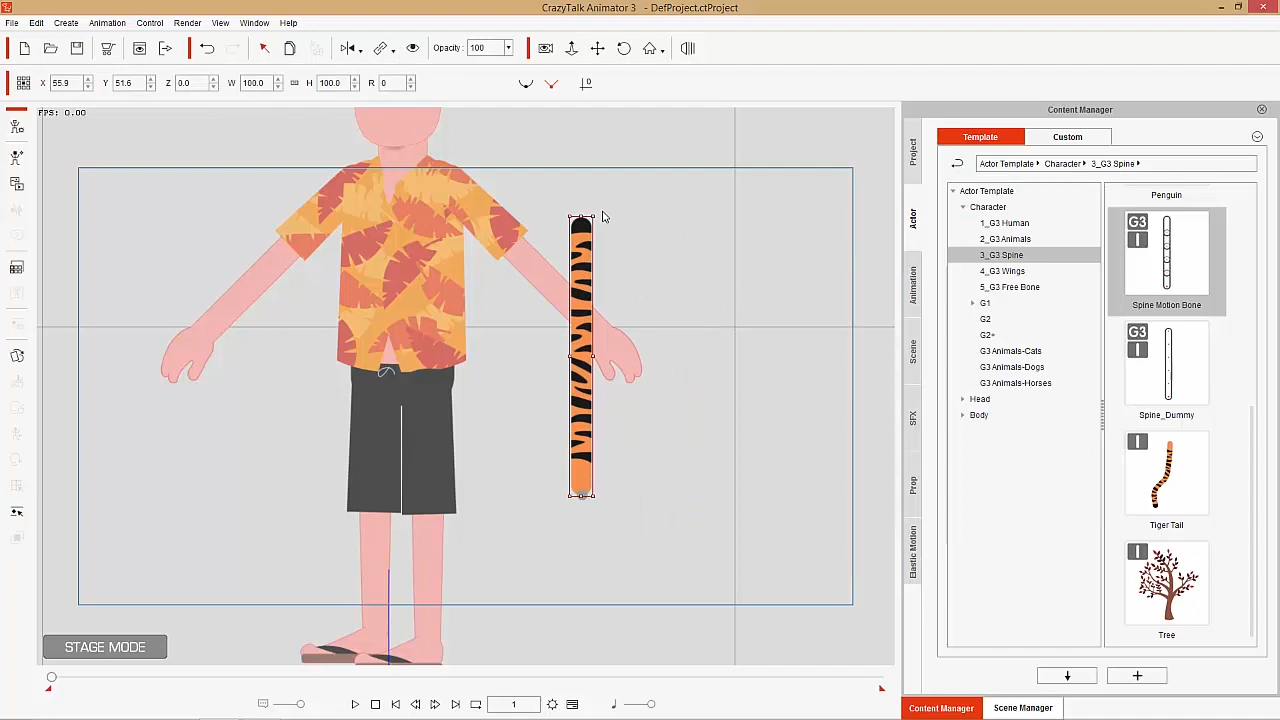 CrazyTalk Animator 3 - DefProject.ctProject
File Edit Create Animation Control Render View Window Help
Opacity : 100
X 55.9 Y 51.6 Z 0.0 W 100.0 H 100.0 R 0
FPS: 0.00
STAGE MODE
1
Content Manager
Template Custom
Actor Template Character 3_G3 Spine
Project
Actor
Animation
Scene
SFX
Prop
Elastic Motion
Actor Template
Character
1_G3 Human
2_G3 Animals
3_G3 Spine
4_G3 Wings
5_G3 Free Bone
G1
G2
G2+
G3 Animals-Cats
G3 Animals-Dogs
G3 Animals-Horses
Head
Body
Penguin
G3
Spine Motion Bone
G3
Spine_Dummy
Tiger Tail
Tree
Content Manager Scene Manager